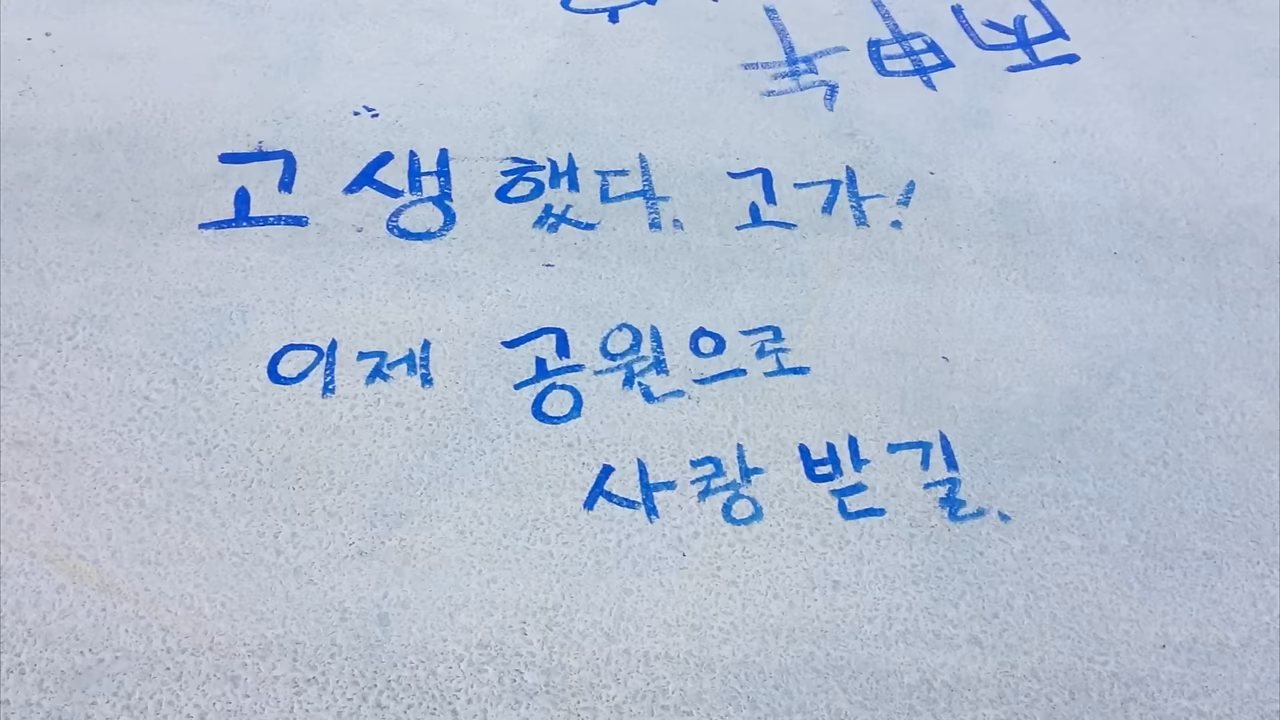 고생했다. 고가!
이제 공원으로
사랑 받길.